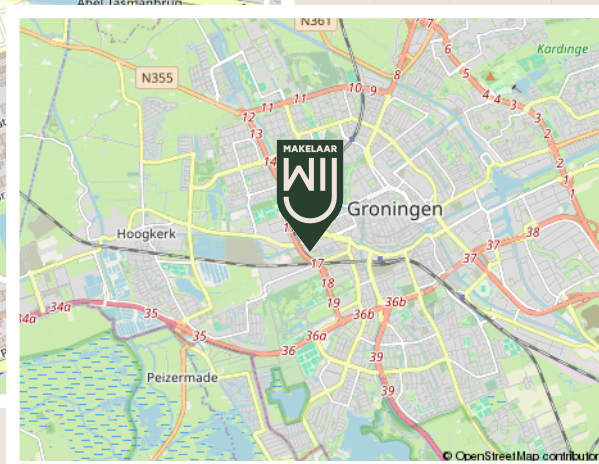 Abel Tasmanbrug
N361
Kardinge
N355
7
6
8
5
10
9
4
4
3
11
11
3
12
3
13
2
14
2
1
1
MAKELAAR
WIJ
Groningen
Hoogkerk
38
37
37
17
18
19
34a
34a
35
36b
36b
35
36a
36
39
Peizermade
39
© OpenStreetMap contributor